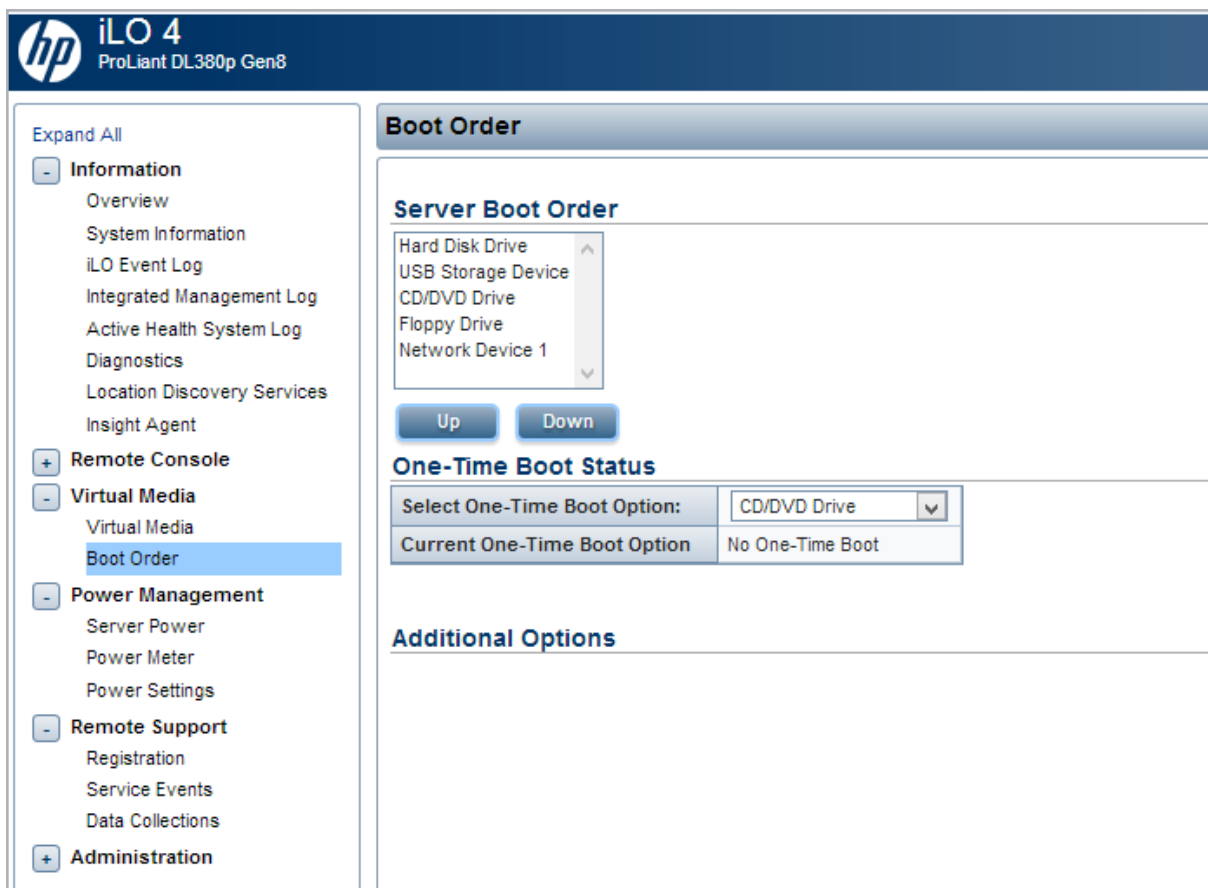 hp
iLO 4
ProLiant DL380p Gen8
Expand All
- Information
Overview
System Information
iLO Event Log
Integrated Management Log
Active Health System Log
Diagnostics
Location Discovery Services
Insight Agent
+ Remote Console
- Virtual Media
Virtual Media
Boot Order
- Power Management
Server Power
Power Meter
Power Settings
- Remote Support
Registration
Service Events
Data Collections
+ Administration
Boot Order
Server Boot Order
Hard Disk Drive
USB Storage Device
CD/DVD Drive
Floppy Drive
Network Device 1
Up Down
One-Time Boot Status
Select One-Time Boot Option: CD/DVD Drive
Current One-Time Boot Option No One-Time Boot
Additional Options